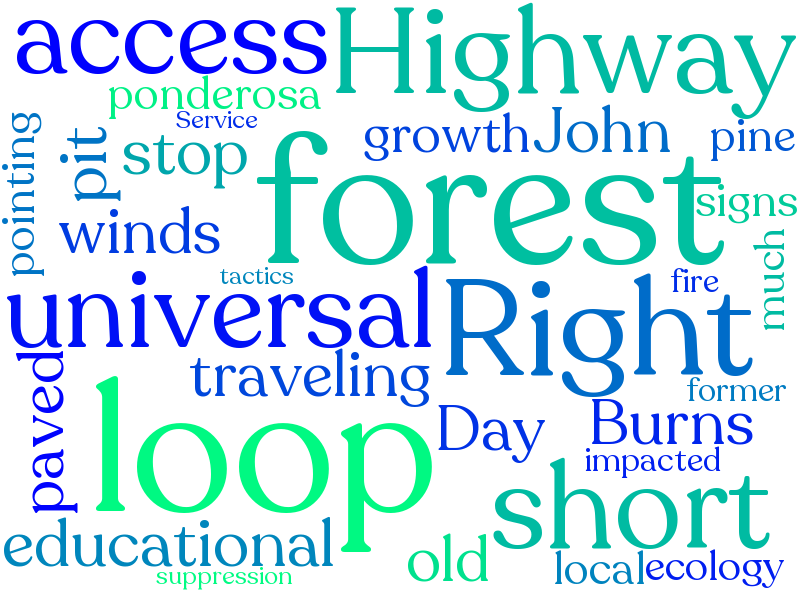 access
Highway
ponderosa
Service
growth
John
pine
pointing
pit
stop
forest
signs
winds
tactics
much
universal
Right
fire
traveling
former
paved
loop
Day
Burns
impacted
short
educational
old
local
ecology
suppression